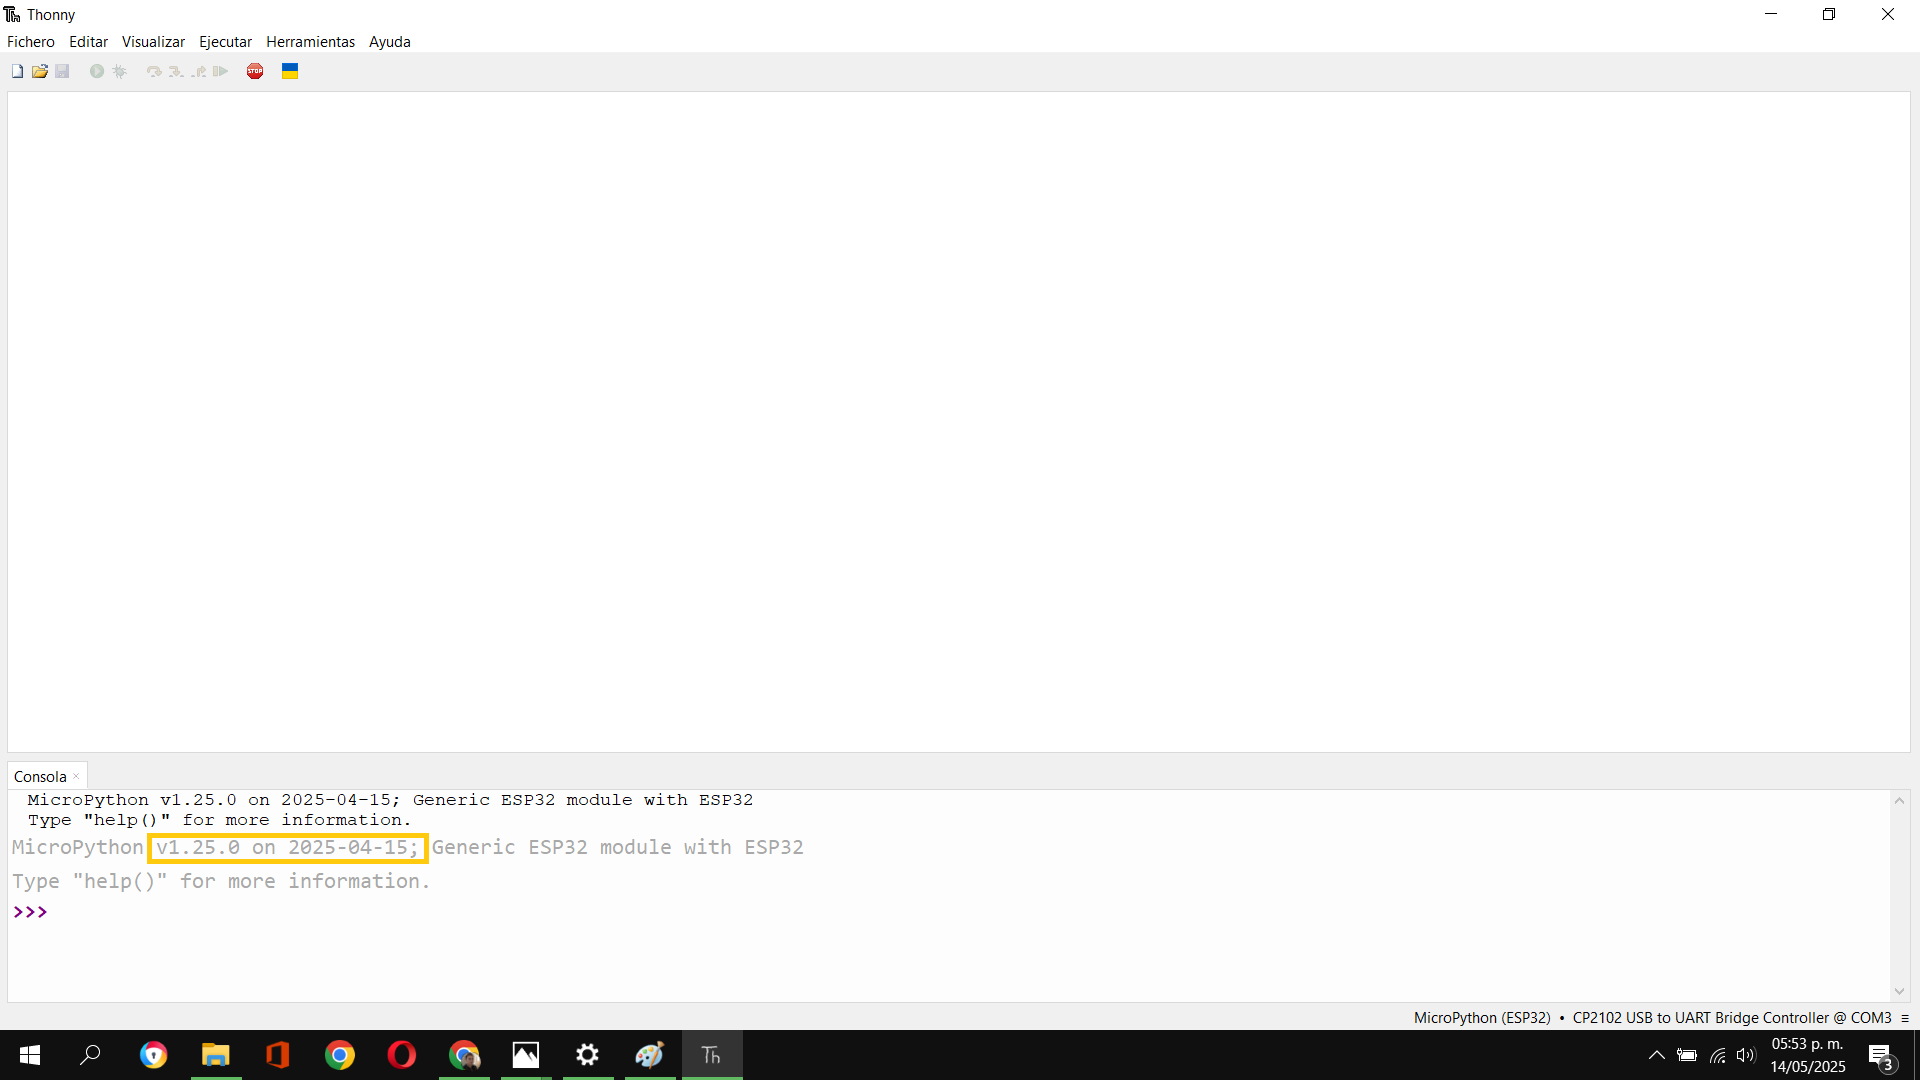 Thonny
Fichero Editar Visualizar Ejecutar Herramientas Ayuda
STOP
Consola ×
MicroPython v1.25.0 on 2025-04-15; Generic ESP32 module with ESP32
Type "help()" for more information.
MicroPython v1.25.0 on 2025-04-15; Generic ESP32 module with ESP32
Type "help()" for more information.
>>>
MicroPython (ESP32) • CP2102 USB to UART Bridge Controller @ COM3 ≡
Th
05:53 p. m.
14/05/2025
3